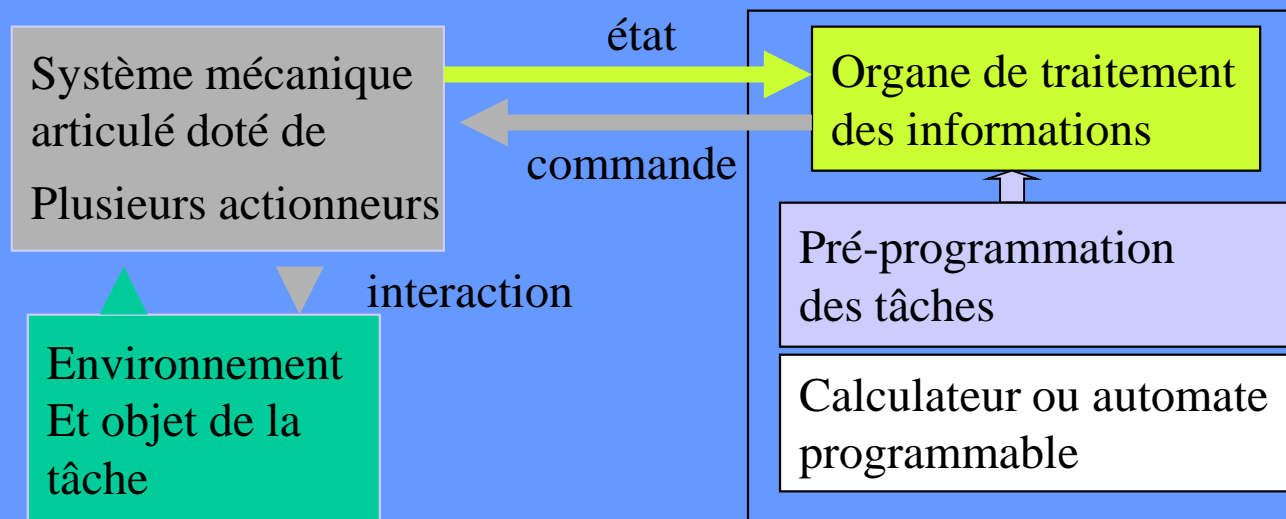 état
Système mécanique
articulé doté de
Plusieurs actionneurs
Organe de traitement
des informations
commande
Pré-programmation
des tâches
interaction
Environnement
Et objet de la
tâche
Calculateur ou automate
programmable